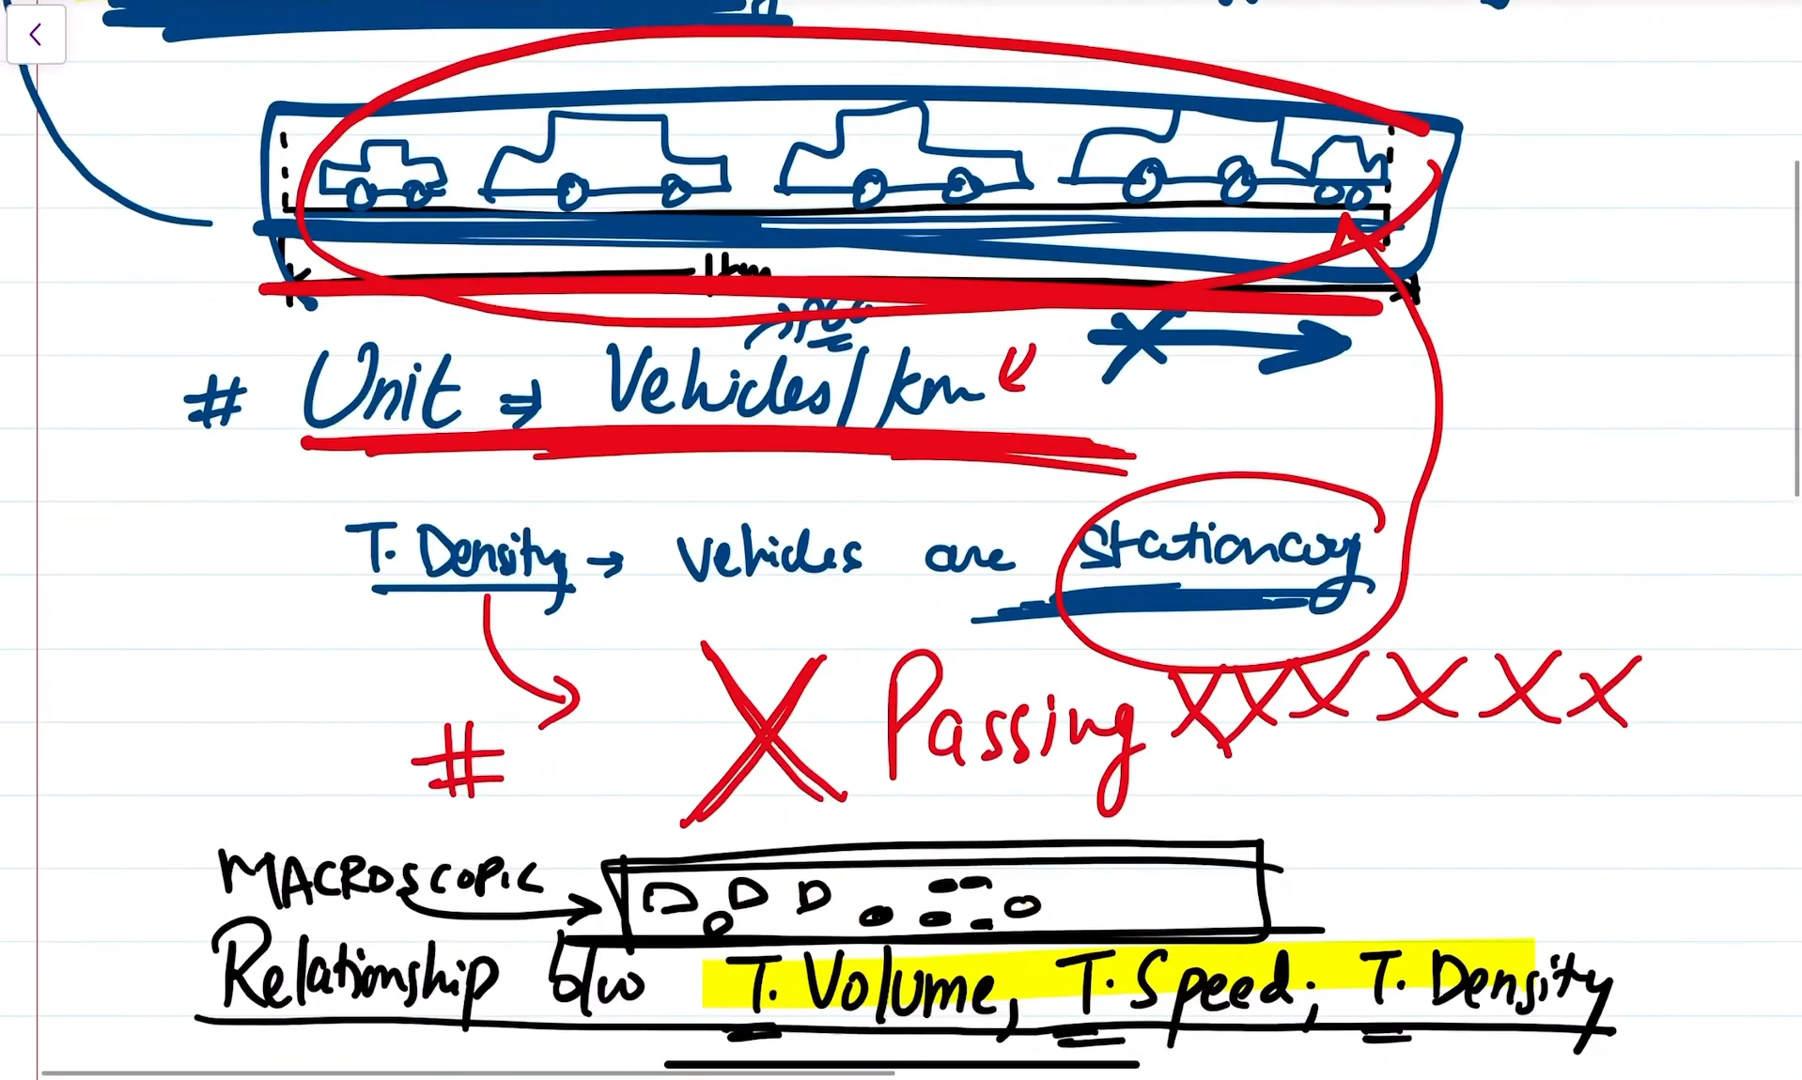 1km
# Unit ⇒ Vehicles/km
T. Density → Vehicles are Stationary
# X Passing XXXXXX
MACROSCOPIC
Relationship b/w T. Volume, T. Speed; T. Density